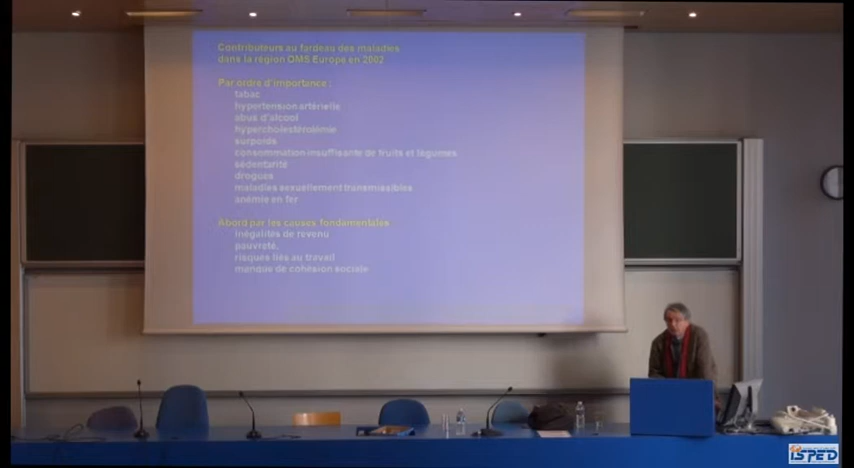 Contributeurs au fardeau des maladies
dans la région OMS Europe en 2002
Par ordre d'importance :
tabac
hypertension artérielle
abus d'alcool
hypercholestérolémie
surpoids
consommation insuffisante de fruits et légumes
sédentarité
drogues
maladies sexuellement transmissibles
anémie en fer
Abord par les causes fondamentales
inégalités de revenu
pauvreté.
risques liés au travail
manque de cohésion sociale
ISPED